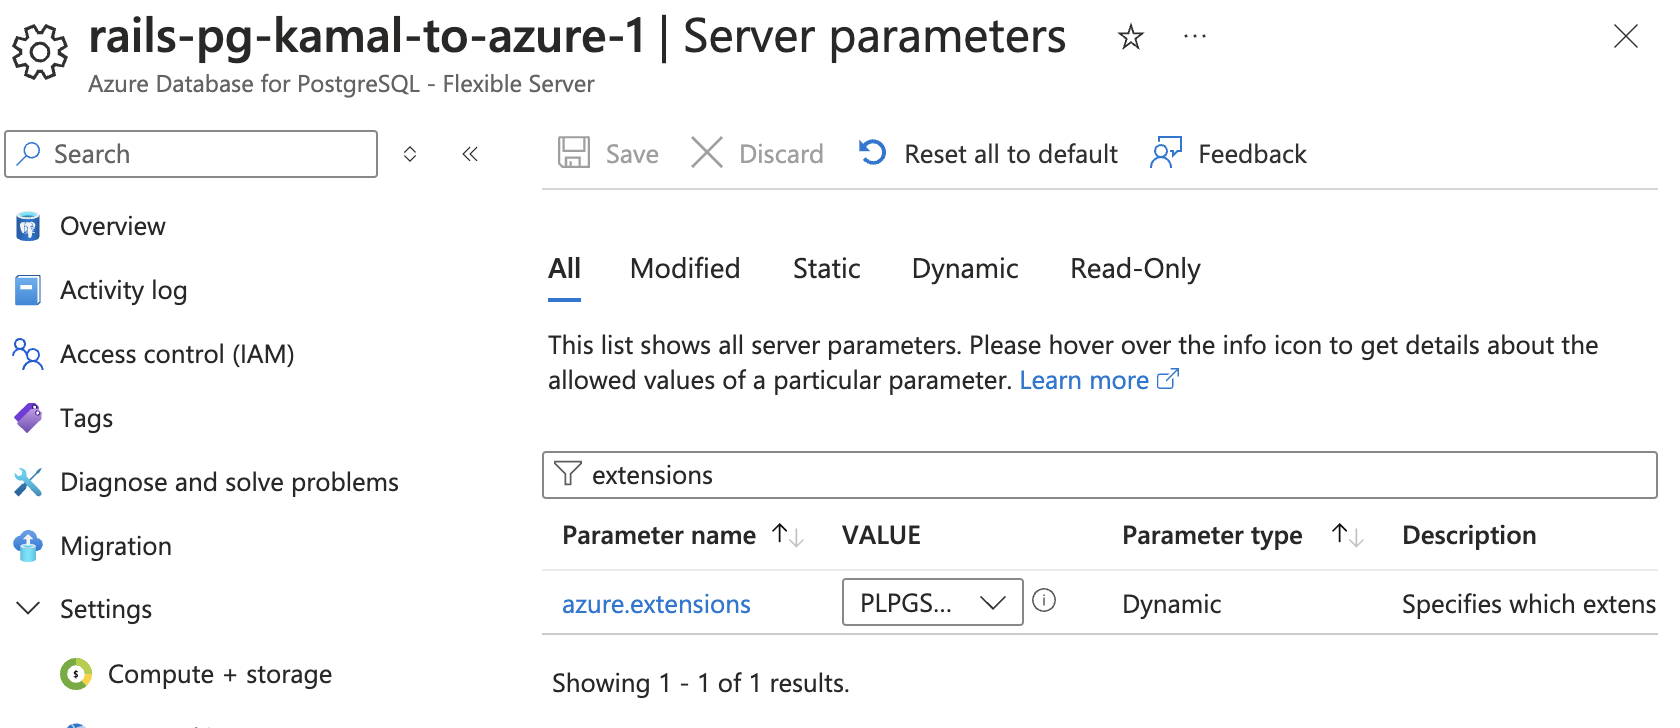 rails-pg-kamal-to-azure-1 | Server parameters
Azure Database for PostgreSQL - Flexible Server
Search
Save
Discard
Reset all to default
Feedback
Overview
Activity log
Access control (IAM)
Tags
Diagnose and solve problems
Migration
Settings
Compute + storage
All Modified Static Dynamic Read-Only
This list shows all server parameters. Please hover over the info icon to get details about the
allowed values of a particular parameter. Learn more
extensions
Parameter name VALUE Parameter type Description
azure.extensions PLPGS... Dynamic Specifies which extens
Showing 1 - 1 of 1 results.